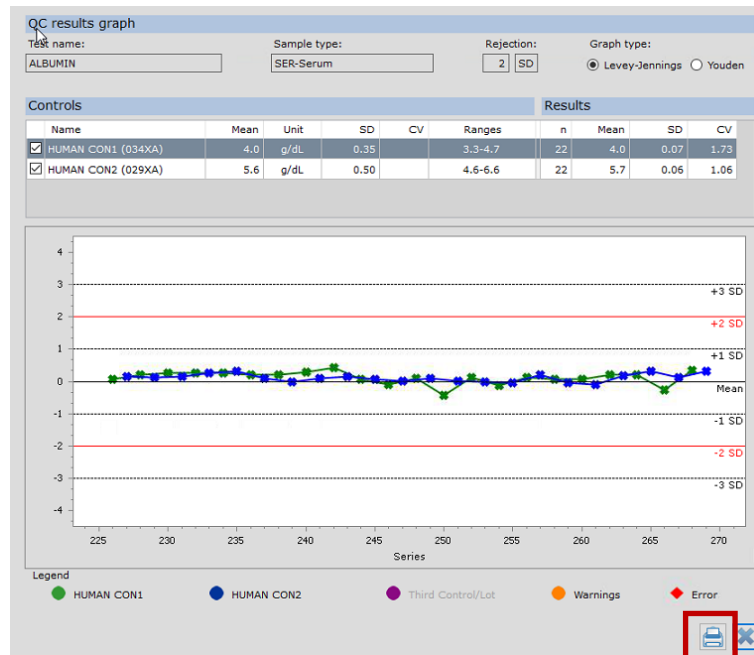 QC results graph
Test name: Sample type: Rejection: Graph type:
ALBUMIN SER-Serum 2 SD Levey-Jennings Youden
Controls Results
Name Mean Unit SD CV Ranges n Mean SD CV
HUMAN CON1 (034XA) 4.0 g/dL 0.35 3.3-4.7 22 4.0 0.07 1.73
HUMAN CON2 (029XA) 5.6 g/dL 0.50 4.6-6.6 22 5.7 0.06 1.06
4
3
+3 SD
2
+2 SD
1
+1 SD
0
Mean
-1
-1 SD
-2
-2 SD
-3
-3 SD
-4
225 230 235 240 245 250 255 260 265 270
Series
Legend
HUMAN CON1 HUMAN CON2 Third Control/Lot Warnings Error